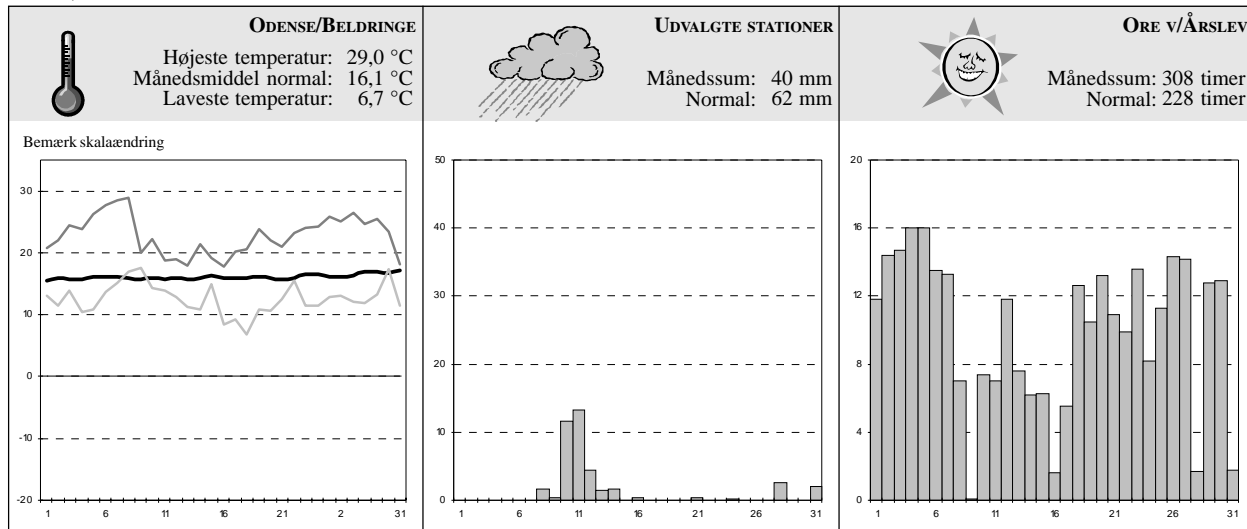 ODENSE/BELDRINGE
Højeste temperatur: 29,0 °C
Månedsmiddel normal: 16,1 °C
Laveste temperatur: 6,7 °C
Bemærk skalaændring
30
20
10
0
-10
-20
1 6 11 16 21 2 31
UDVALGTE STATIONER
Månedssum: 40 mm
Normal: 62 mm
50
40
30
20
10
0
1 6 11 16 21 26 31
ORE V/ÅRSLEV
Månedssum: 308 timer
Normal: 228 timer
20
16
12
8
4
0
1 6 11 16 21 26 31